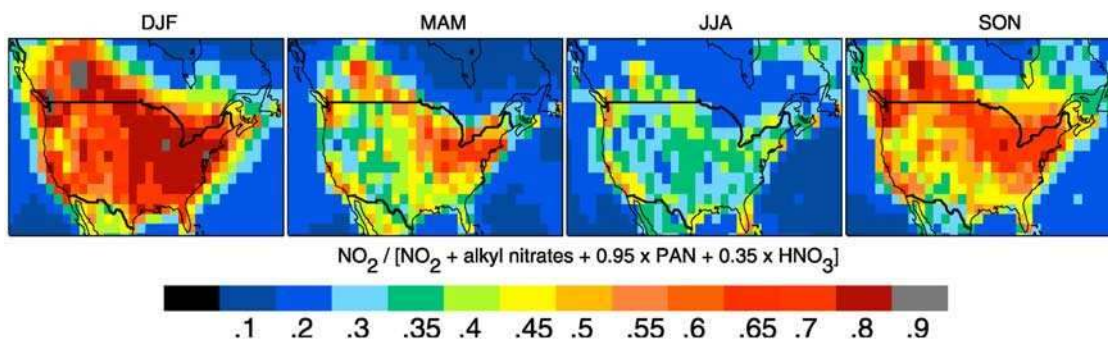 DJF MAM JJA SON
NO2 / [NO2 + alkyl nitrates + 0.95 x PAN + 0.35 x HNO3]
.1 .2 .3 .35 .4 .45 .5 .55 .6 .65 .7 .8 .9